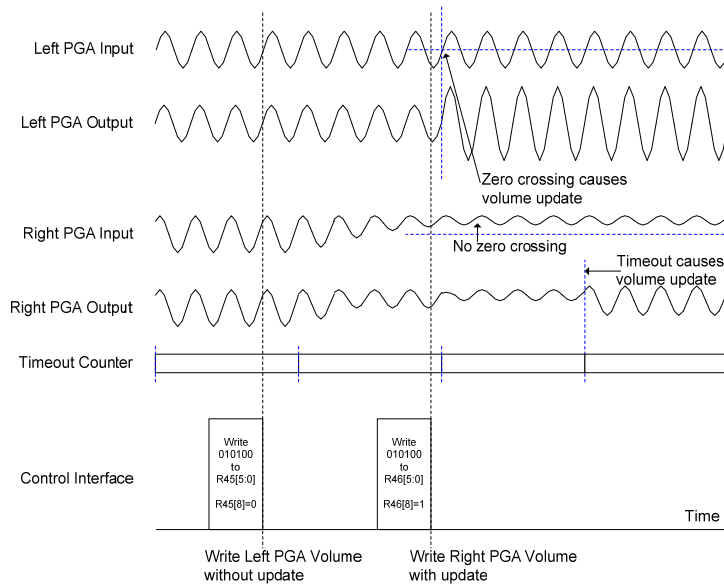 Left PGA Input
Left PGA Output
Zero crossing causes
volume update
Right PGA Input
No zero crossing
Timeout causes
volume update
Right PGA Output
Timeout Counter
Write
010100
to
R45[5:0]
R45[8]=0
Write
010100
to
R46[5:0]
R46[8]=1
Control Interface
Time
Write Left PGA Volume
without update
Write Right PGA Volume
with update